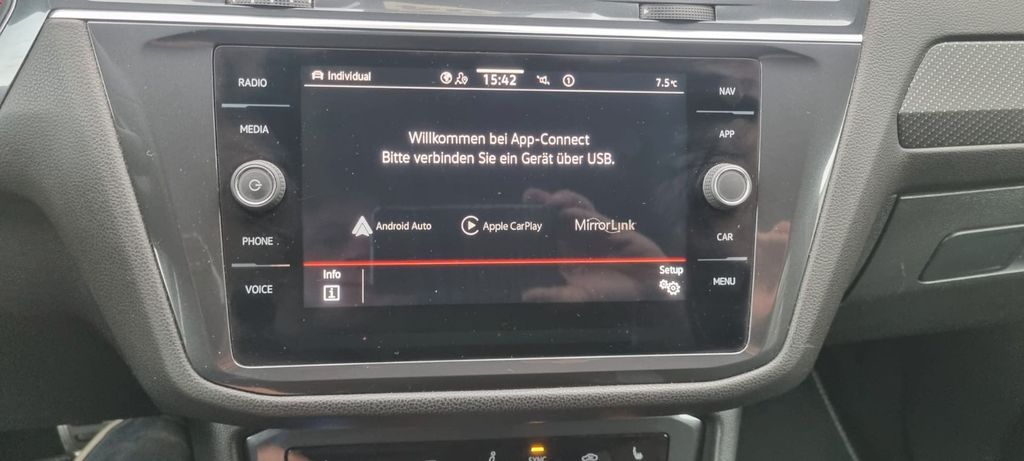 RADIO
MEDIA
PHONE
VOICE
Individual
15:42
7.5°C
Willkommen bei App-Connect
Bitte verbinden Sie ein Gerät über USB.
Android Auto
Apple CarPlay
MirrorLink
Info
Setup
NAV
APP
CAR
MENU
SYNC